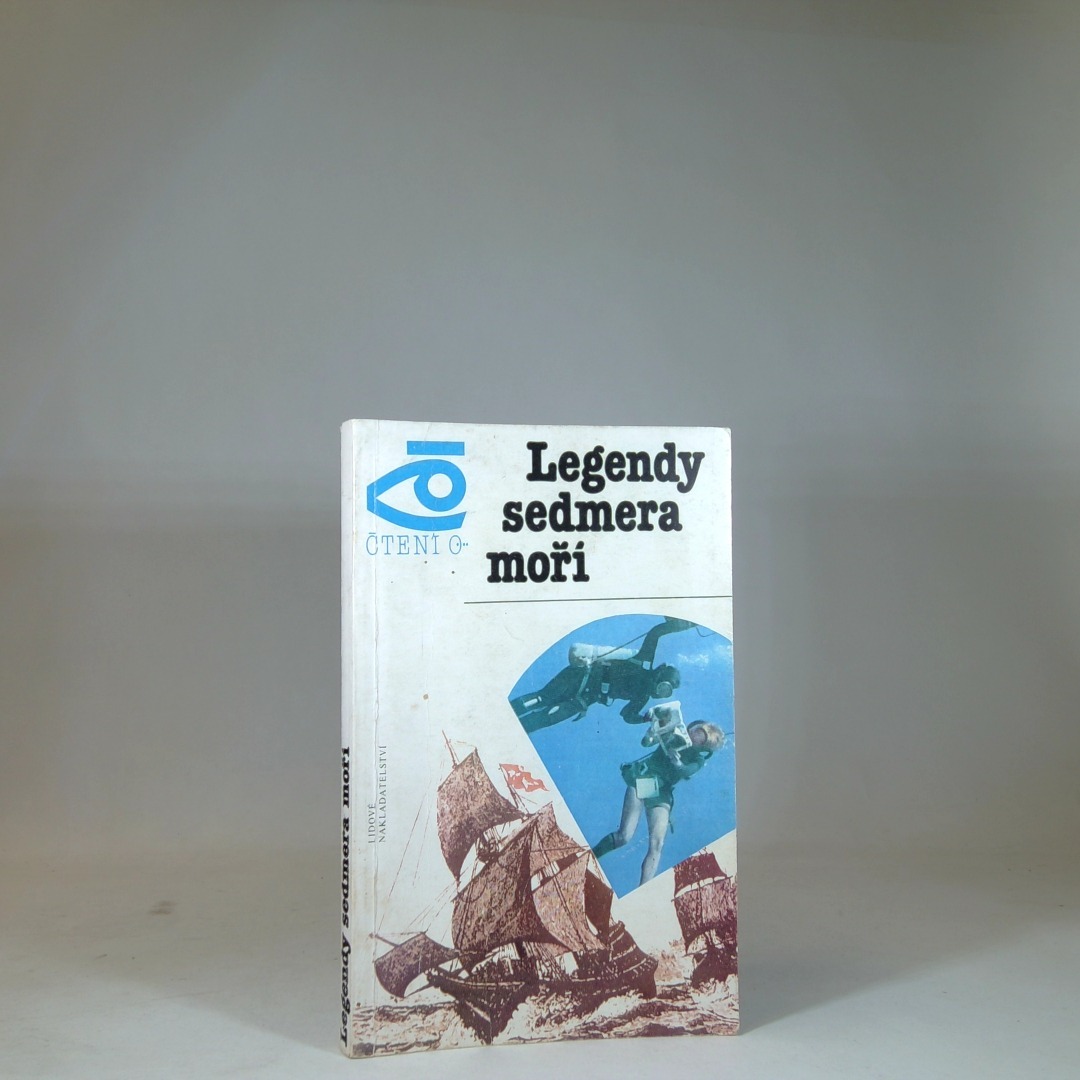 Legendy
sedmera
moří
ČTENÍ O...
LIDOVÉ
NAKLADATELSTVÍ
Legendy sedmera moří